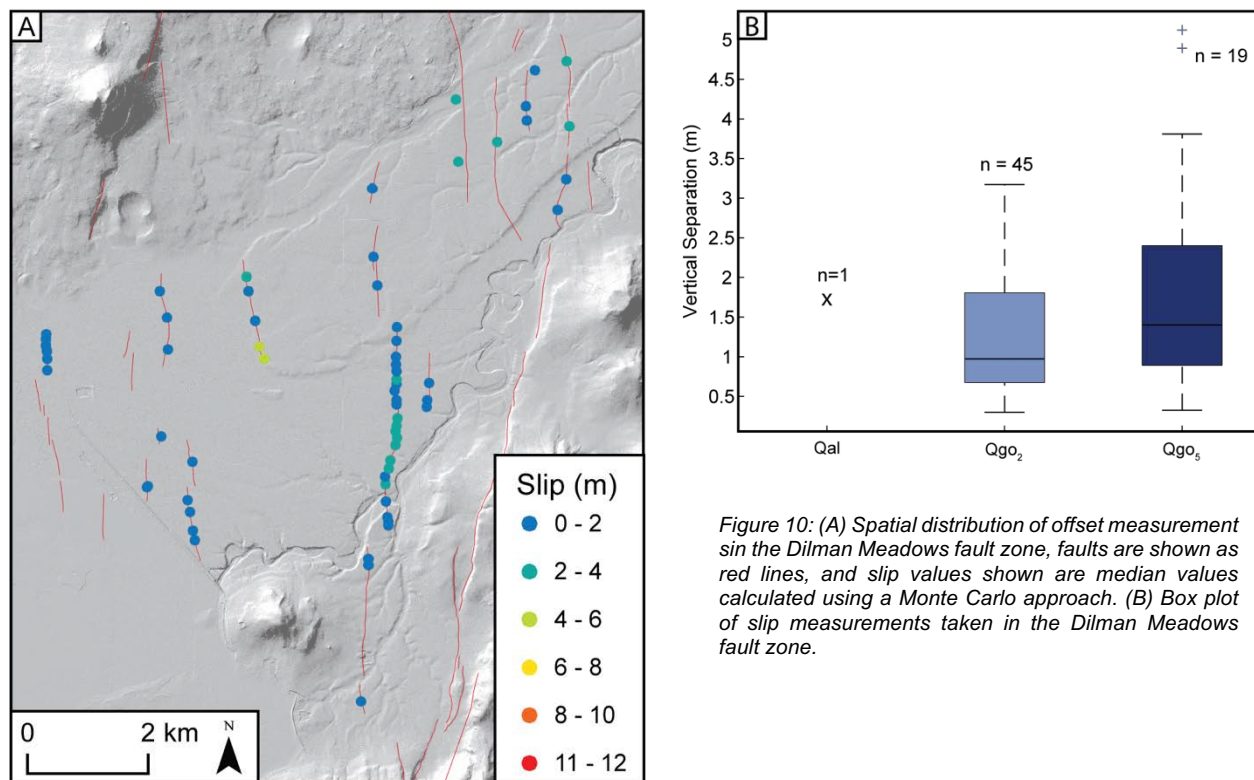 A
Slip (m)
0 - 2
2 - 4
4 - 6
6 - 8
8 - 10
11 - 12
0
2 km
N
B
Vertical Separation (m)
5
4.5
4
3.5
3
2.5
2
1.5
1
0.5
n=1
n = 45
n = 19
Qal
Qgo₂
Qgo₅
Figure 10: (A) Spatial distribution of offset measurement
sin the Dilman Meadows fault zone, faults are shown as
red lines, and slip values shown are median values
calculated using a Monte Carlo approach. (B) Box plot
of slip measurements taken in the Dilman Meadows
fault zone.